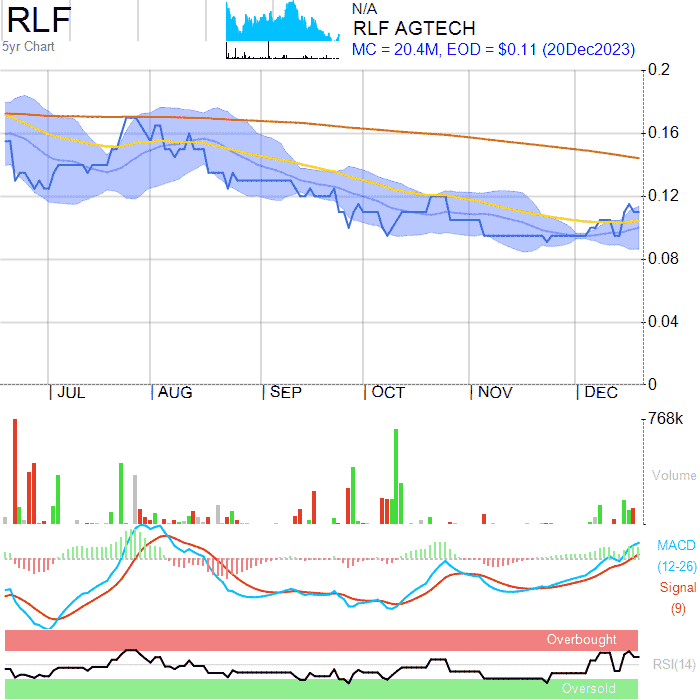 RLF
5yr Chart
N/A
RLF AGTECH
MC = 20.4M, EOD = $0.11 (20Dec2023)
0.2
0.16
0.12
0.08
0.04
0
JUL AUG SEP OCT NOV DEC
768k
Volume
MACD
(12-26)
Signal
(9)
Overbought
RSI(14)
Oversold